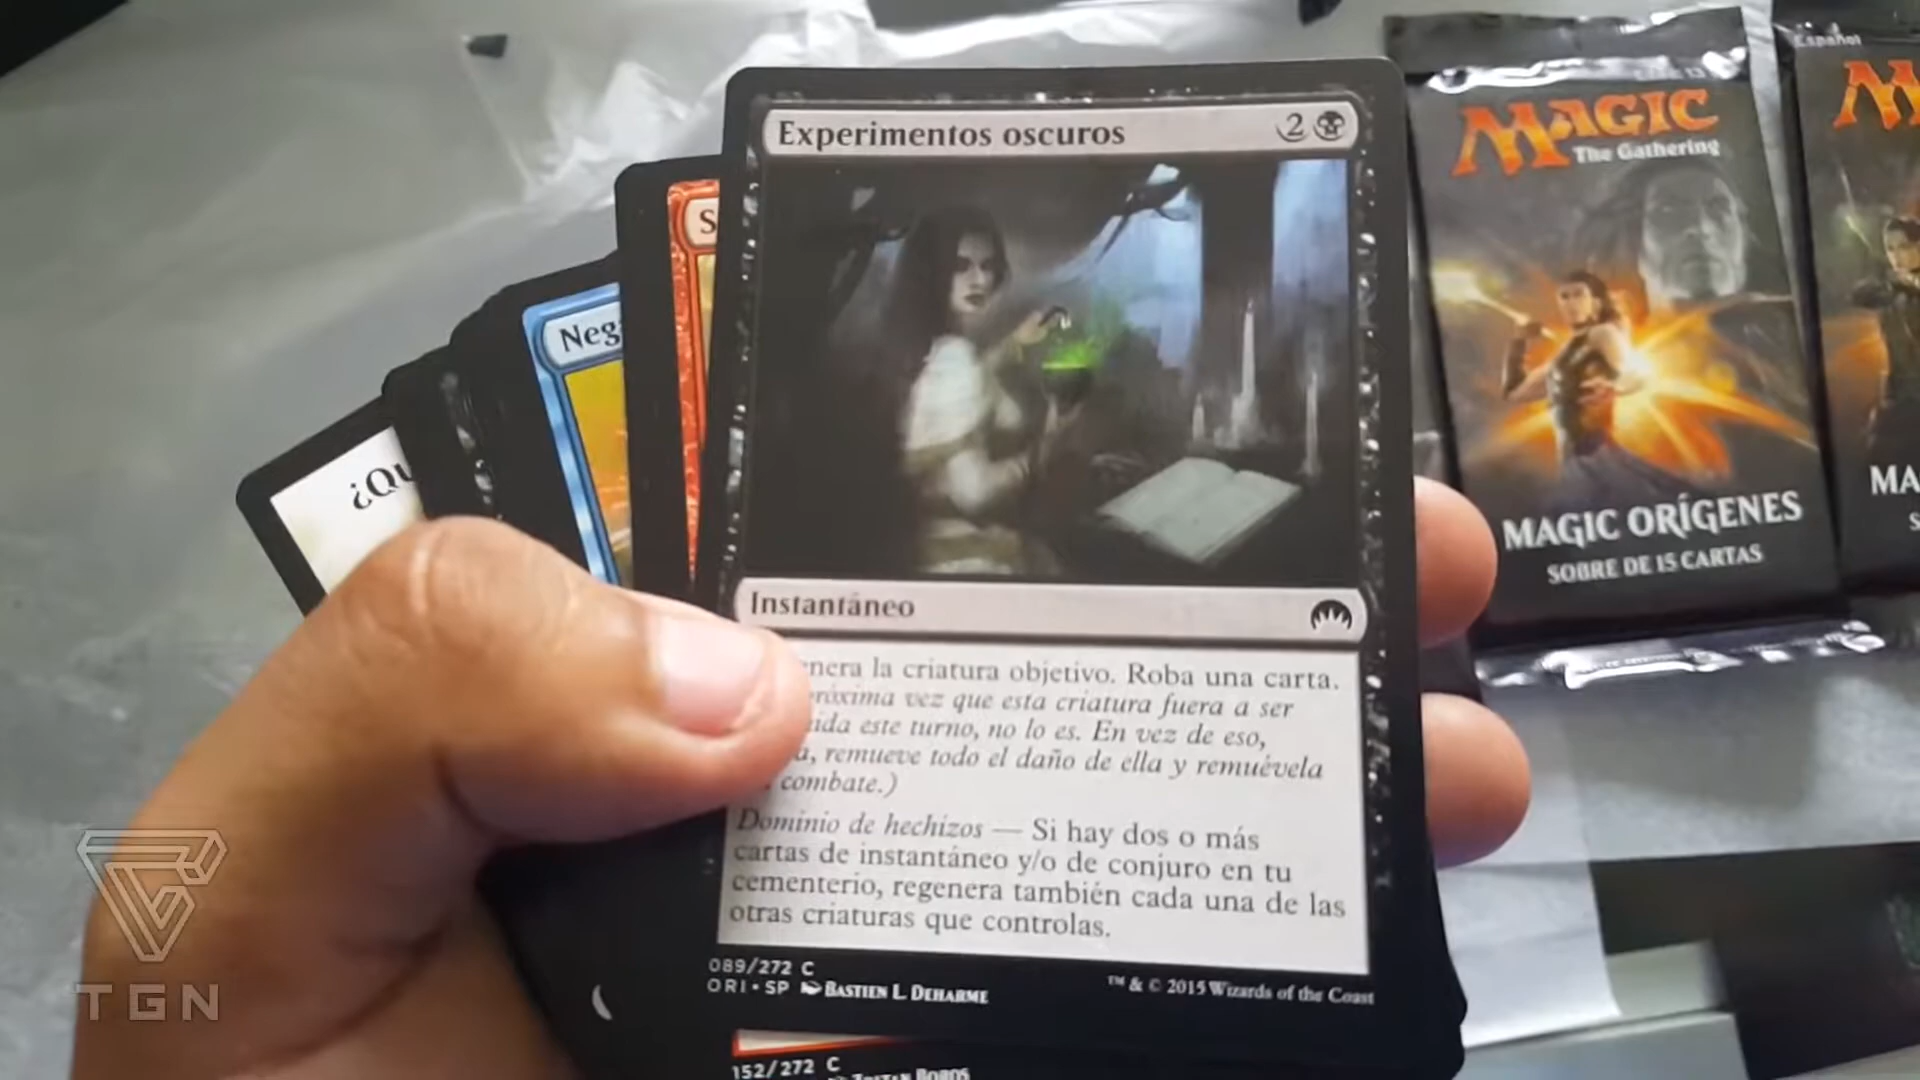 Experimentos oscuros 2
Instantáneo
nera la criatura objetivo. Roba una carta.
róxima vez que esta criatura fuera a ser
ida este turno, no lo es. En vez de eso,
a, remueve todo el daño de ella y remuévela
combate.)
Dominio de hechizos — Si hay dos o más
cartas de instantáneo y/o de conjuro en tu
cementerio, regenera también cada una de las
otras criaturas que controlas.
089/272 C
ORI • SP BASTIEN L. DEHARME
™ & © 2015 Wizards of the Coast
152/272 C
S
Neg
¿Qu
MAGIC
The Gathering
MAGIC ORÍGENES
SOBRE DE 15 CARTAS
Español
M
MA
S
TGN